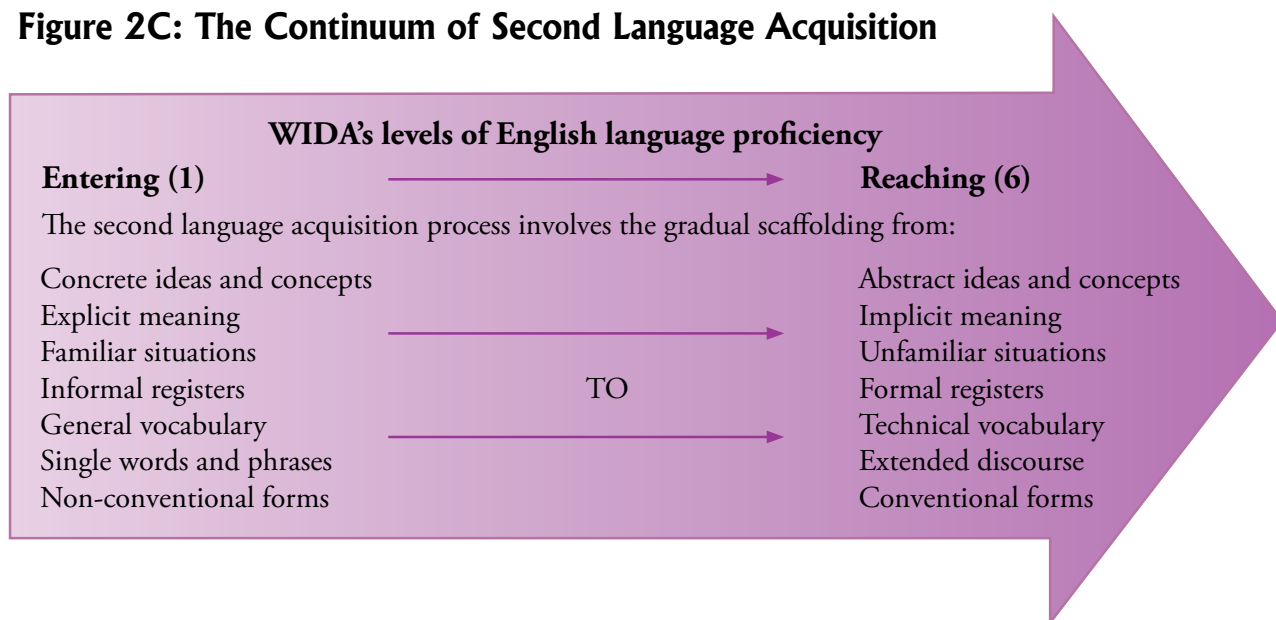 Figure 2C: The Continuum of Second Language Acquisition
WIDA's levels of English language proficiency
Entering (1) Reaching (6)
The second language acquisition process involves the gradual scaffolding from:
Concrete ideas and concepts Abstract ideas and concepts
Explicit meaning Implicit meaning
Familiar situations Unfamiliar situations
Informal registers TO Formal registers
General vocabulary Technical vocabulary
Single words and phrases Extended discourse
Non-conventional forms Conventional forms